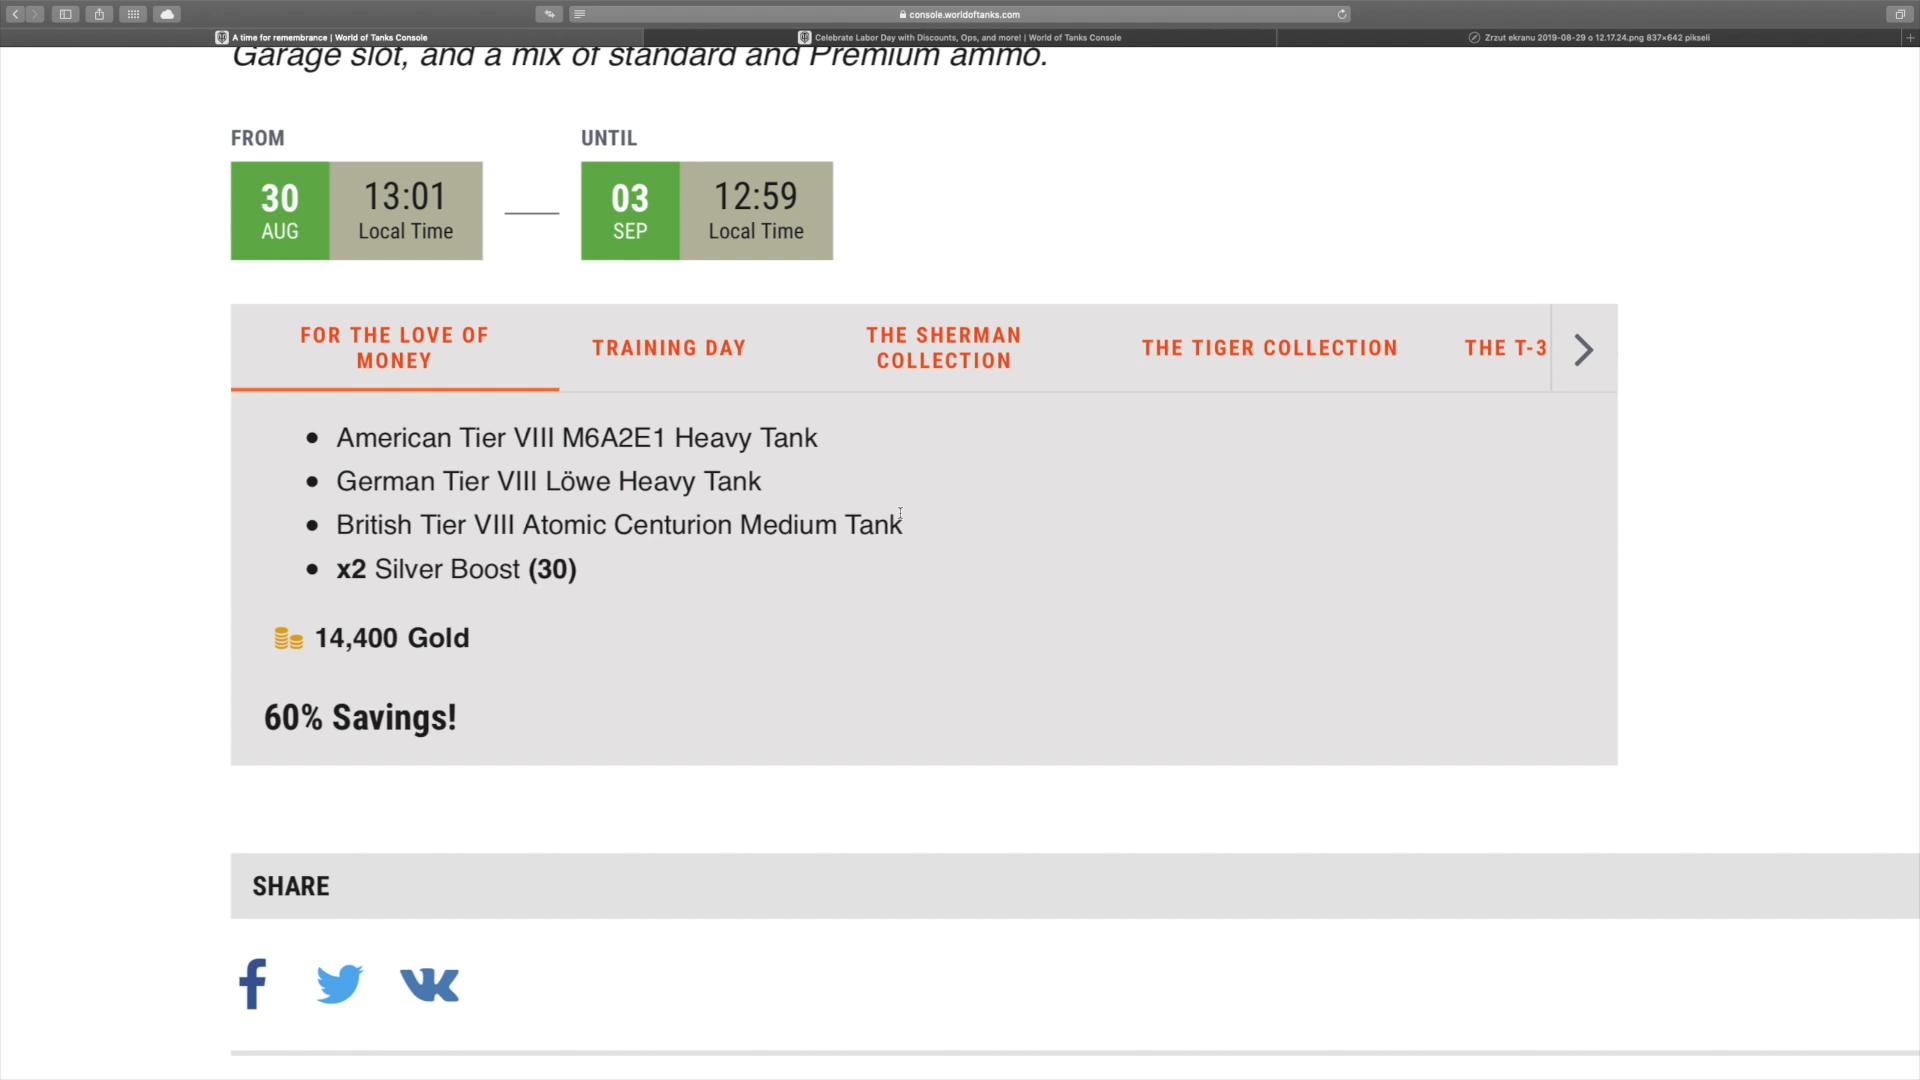 console.worldoftanks.com
A time for remembrance | World of Tanks Console
Celebrate Labor Day with Discounts, Ops, and more! | World of Tanks Console
Zrzut ekranu 2019-08-29 o 12.17.24.png 837×642 pikseli
Garage slot, and a mix of standard and Premium ammo.
FROM
UNTIL
30
AUG
13:01
Local Time
03
SEP
12:59
Local Time
FOR THE LOVE OF
MONEY
TRAINING DAY
THE SHERMAN
COLLECTION
THE TIGER COLLECTION
THE T-3
• American Tier VIII M6A2E1 Heavy Tank
• German Tier VIII Löwe Heavy Tank
• British Tier VIII Atomic Centurion Medium Tank
• x2 Silver Boost (30)
14,400 Gold
60% Savings!
SHARE